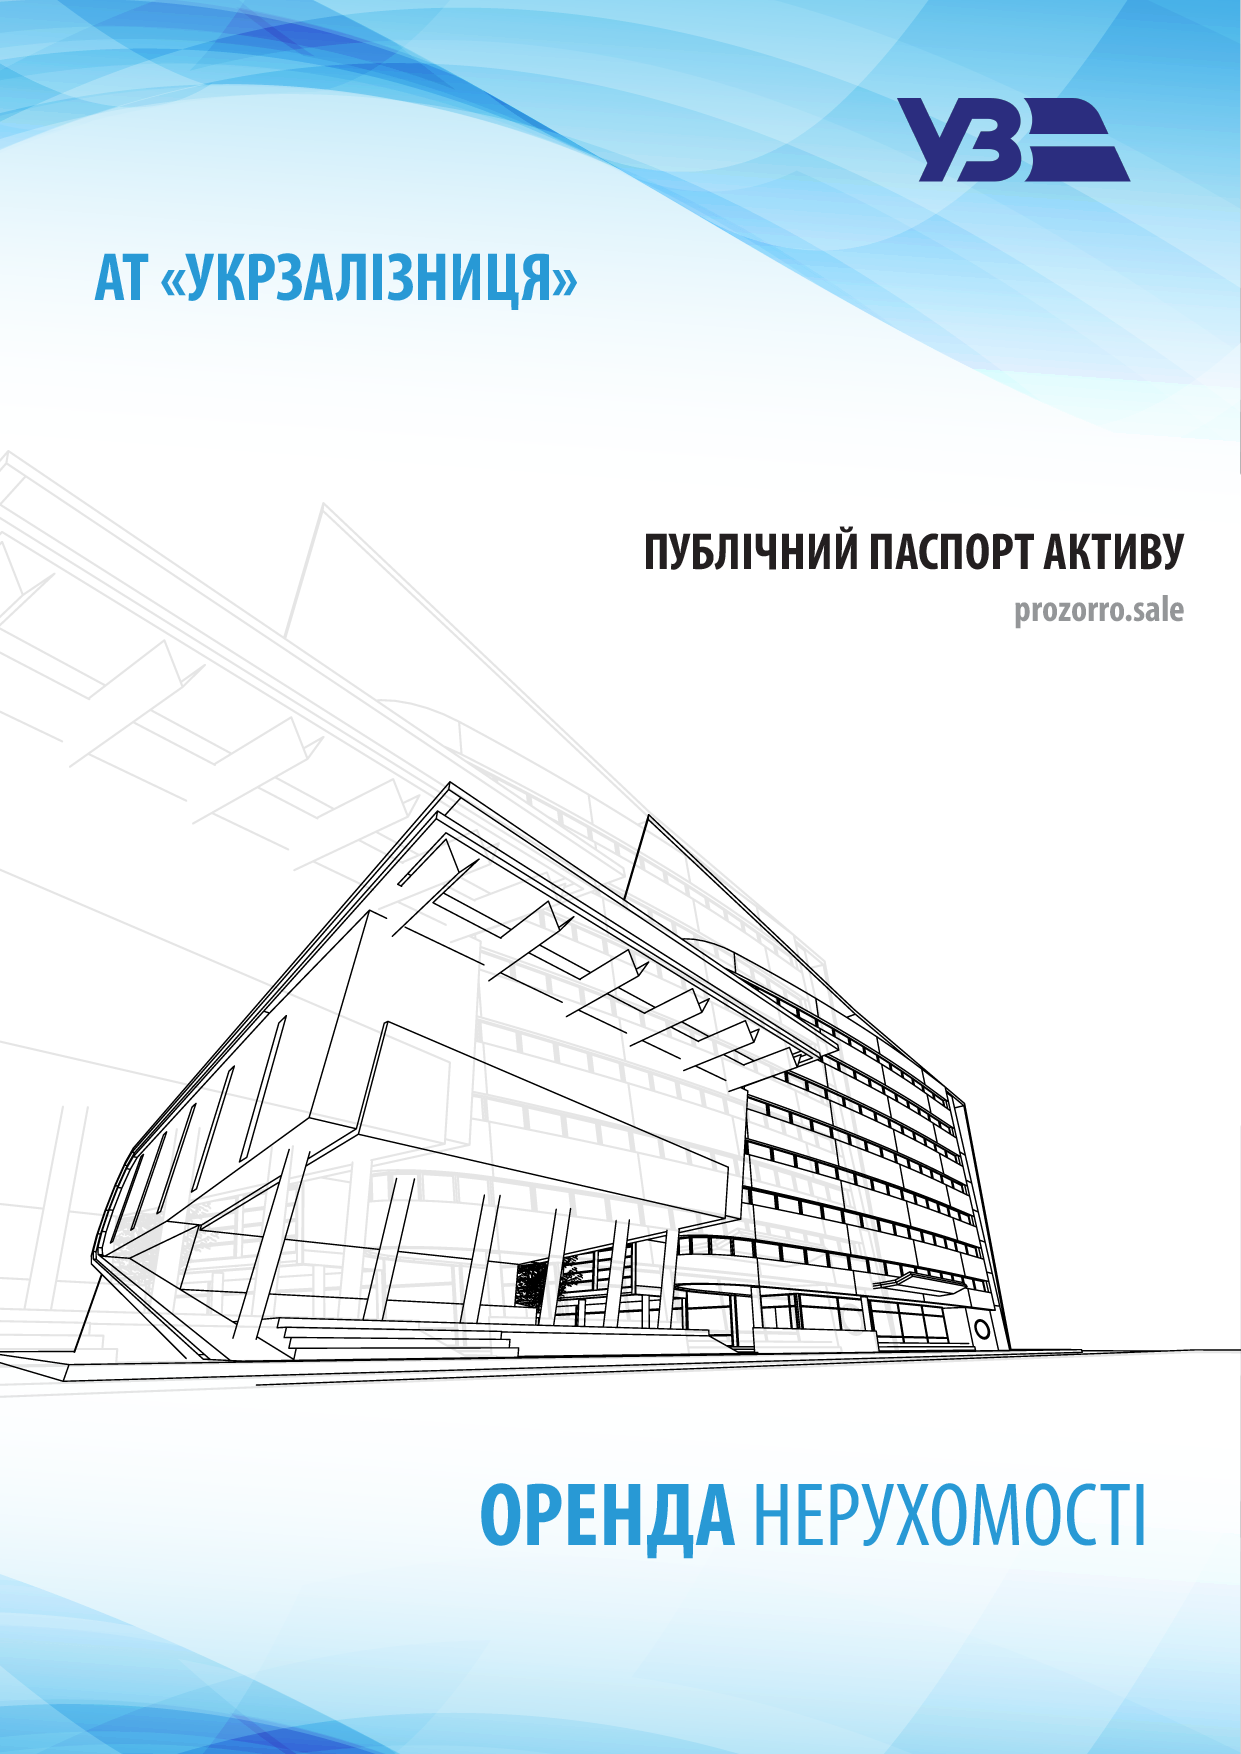 УЗ
АТ «УКРЗАЛІЗНИЦЯ»
ПУБЛІЧНИЙ ПАСПОРТ АКТИВУ
prozorro.sale
ОРЕНДА НЕРУХОМОСТІ